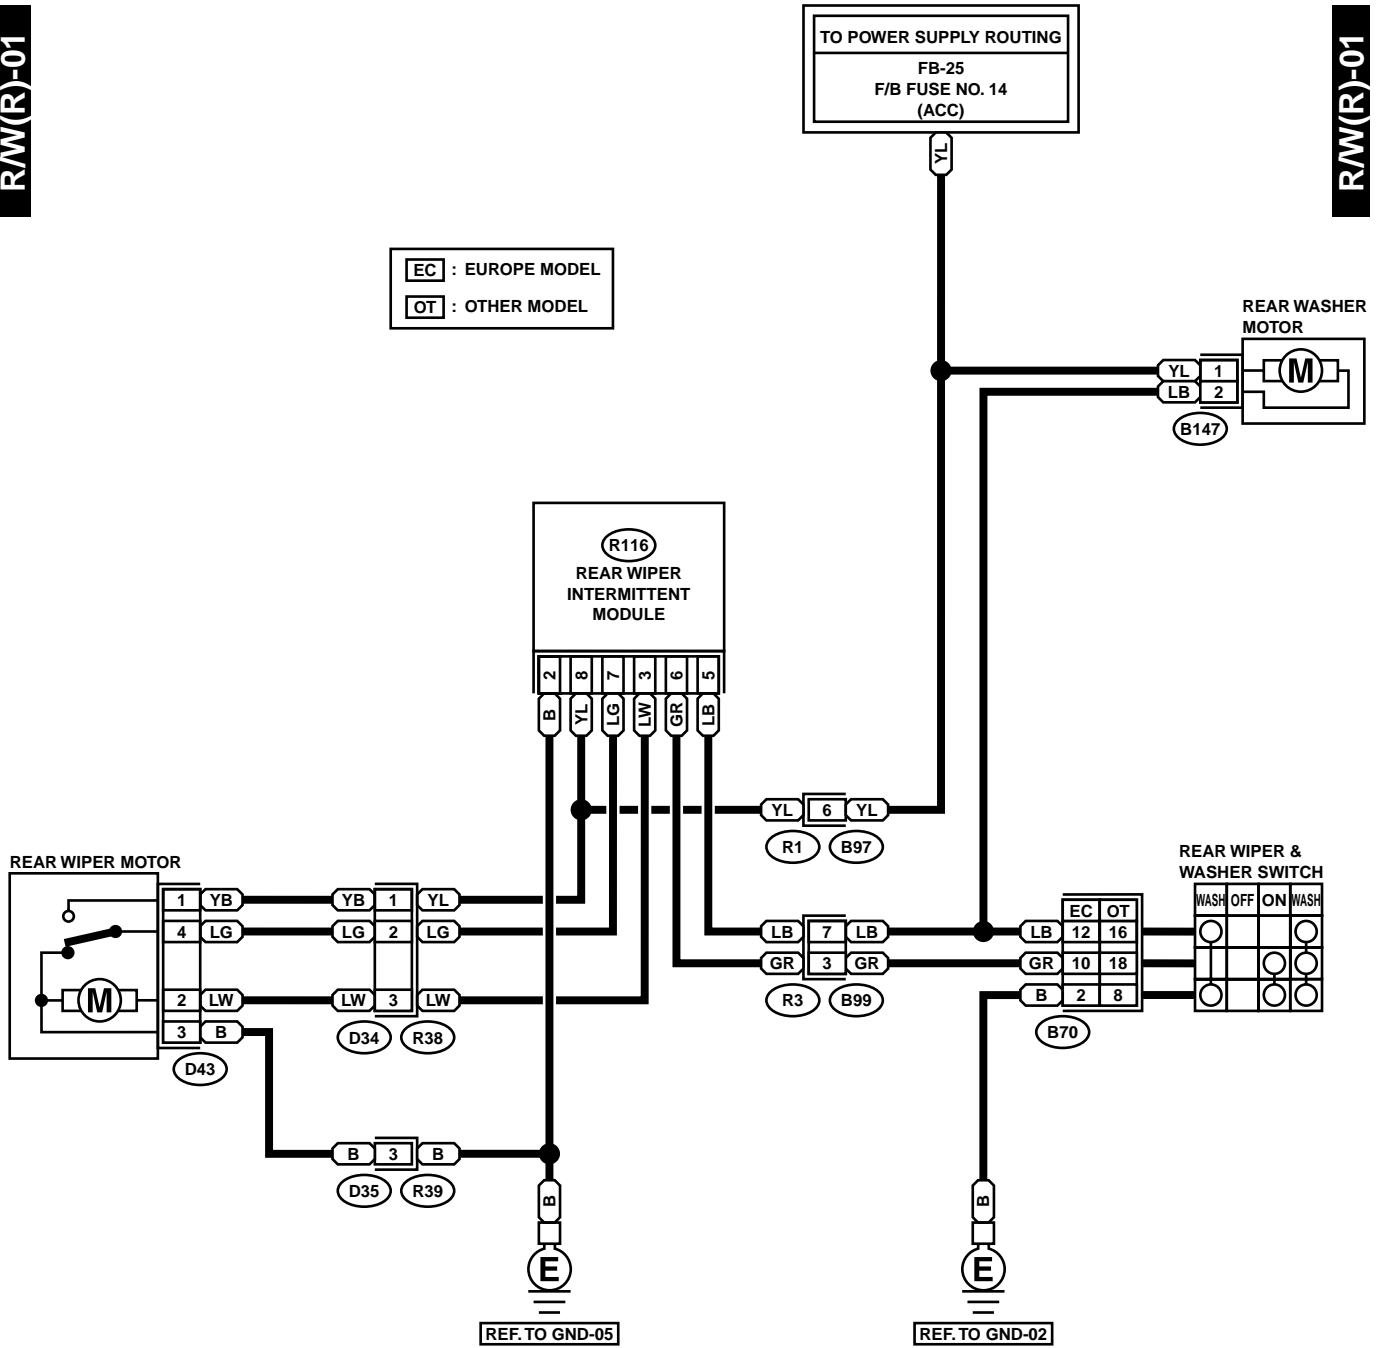 R/W(R)-01
R/W(R)-01
TO POWER SUPPLY ROUTING
FB-25
F/B FUSE NO. 14
(ACC)
YL
EC : EUROPE MODEL
OT : OTHER MODEL
REAR WASHER
MOTOR
YL 1
LB 2
M
B147
R116
REAR WIPER
INTERMITTENT
MODULE
2 8 7 3 6 5
B YL LG LW GR LB
YL 6 YL
R1 B97
REAR WIPER MOTOR
1 YB YB 1 YL
4 LG LG 2 LG
M
2 LW LW 3 LW
3 B
D34 R38
D43
LB 7 LB
GR 3 GR
R3 B99
REAR WIPER &
WASHER SWITCH
WASH OFF ON WASH
EC OT
LB 12 16
GR 10 18
B 2 8
B70
B 3 B
D35 R39
B
E
REF. TO GND-05
B
E
REF. TO GND-02